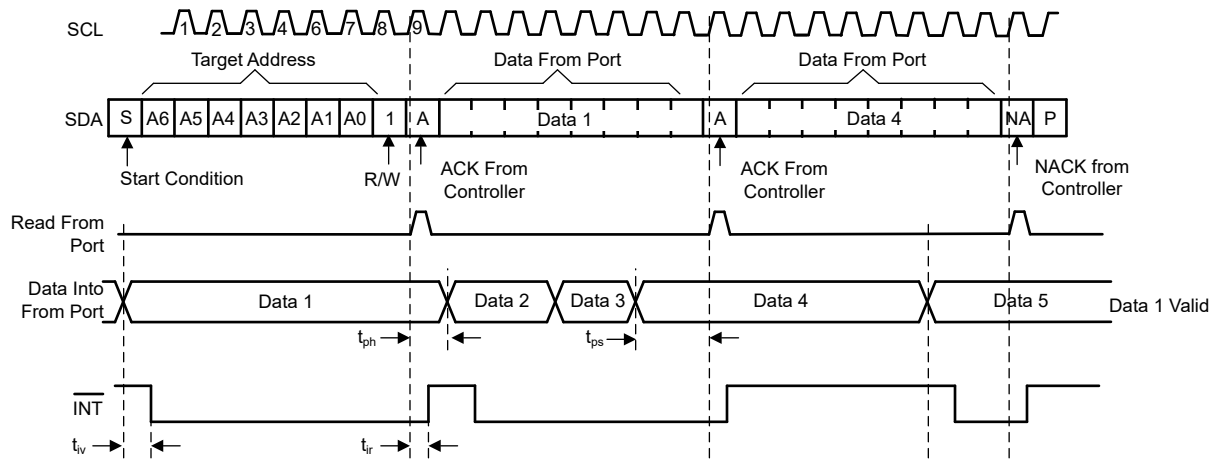 SCL
1 2 3 4 6 7 8 9
Target Address
Data From Port
Data From Port
SDA
S A6 A5 A4 A3 A2 A1 A0 1 A Data 1 A Data 4 NA P
Start Condition
R/W
ACK From
Controller
ACK From
Controller
NACK from
Controller
Read From
Port
Data Into
From Port
Data 1
Data 2
Data 3
Data 4
Data 5
Data 1 Valid
tph
tps
INT
tiv
tir